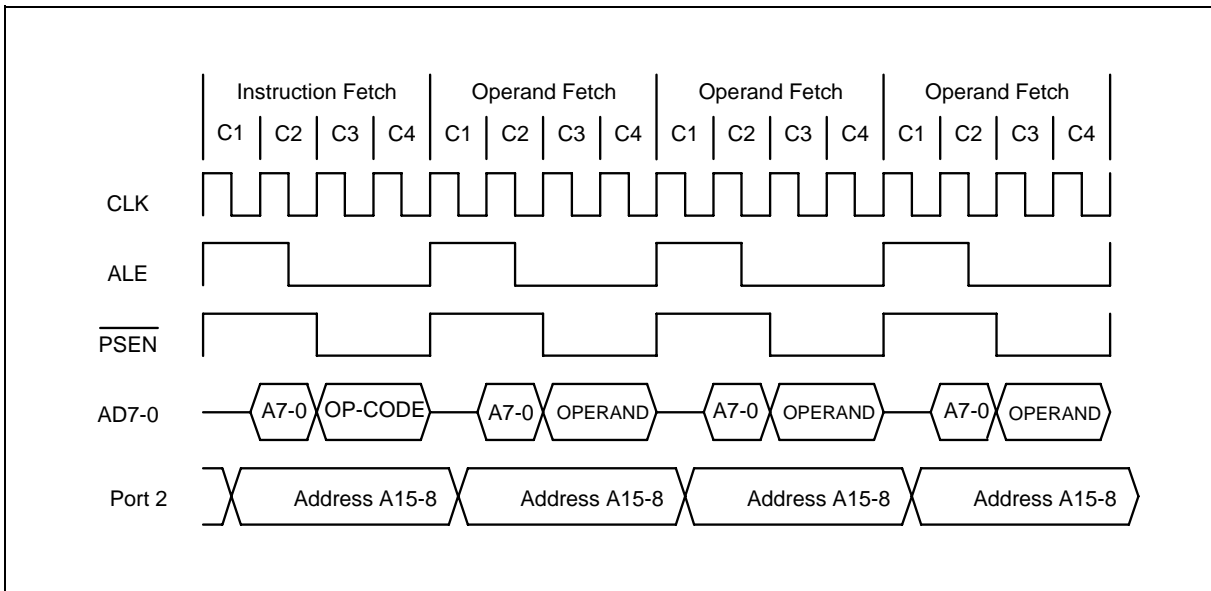 Instruction Fetch Operand Fetch Operand Fetch Operand Fetch
C1 C2 C3 C4 C1 C2 C3 C4 C1 C2 C3 C4 C1 C2 C3 C4
CLK
ALE
PSEN
AD7-0 A7-0 OP-CODE A7-0 OPERAND A7-0 OPERAND A7-0 OPERAND
Port 2 Address A15-8 Address A15-8 Address A15-8 Address A15-8